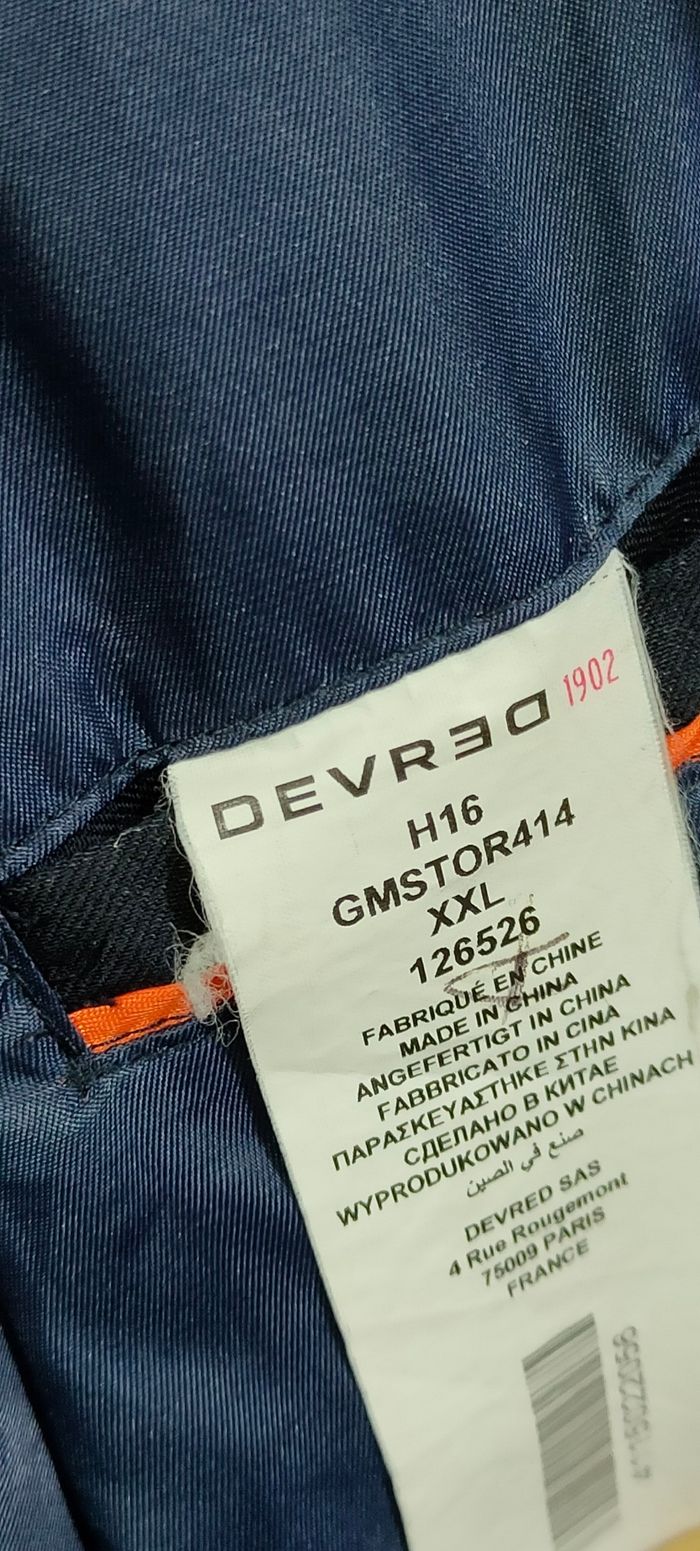 DEVRED 1902
H16
GMSTOR414
XXL
126526
FABRIQUÉ EN CHINE
MADE IN CHINA
ANGEFERTIGT IN CHINA
FABBRICATO IN CINA
ΠΑΡΑΣΚΕΥΑΣΤΗΚΕ ΣΤΗΝ ΚΙΝΑ
СДЕЛАНО В КИТАЕ
WYPRODUKOWANO W CHINACH
صنع في الصين
DEVRED SAS
4 Rue Rougemont
75009 PARIS
FRANCE